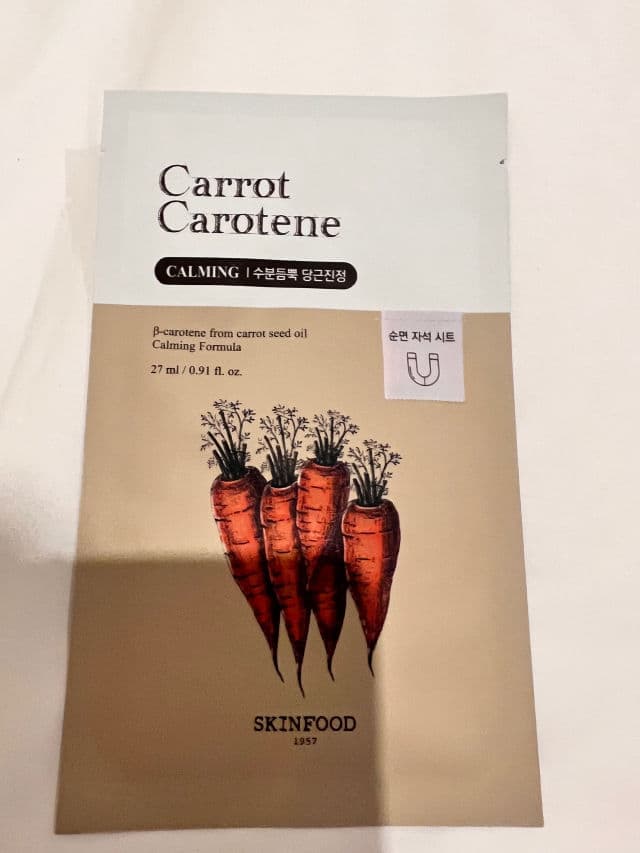 Carrot
Carotene
CALMING | 수분듬뿍 당근진정
β-carotene from carrot seed oil
Calming Formula
27 ml / 0.91 fl. oz.
순면 자석 시트
SKINFOOD
1957